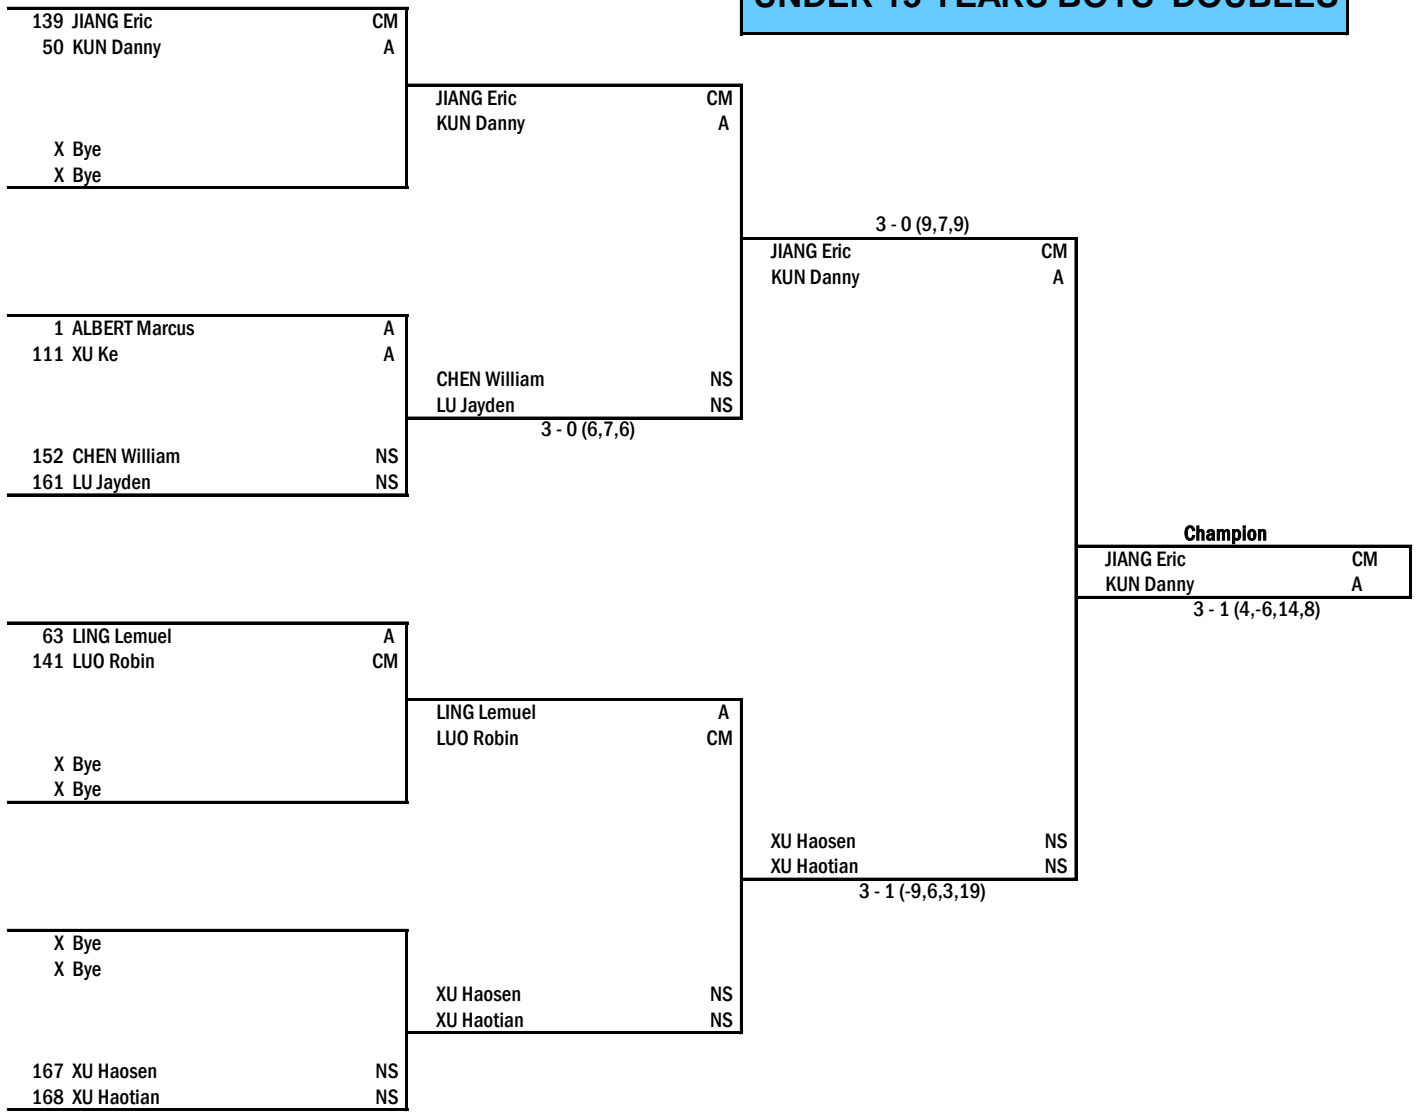 UNDER YEARS BOYS' DOUBLES
139 JIANG Eric CM
50 KUN Danny A
JIANG Eric CM
KUN Danny A
X Bye
X Bye
3 - 0 (9,7,9)
JIANG Eric CM
KUN Danny A
1 ALBERT Marcus A
111 XU Ke A
CHEN William NS
LU Jayden NS
3 - 0 (6,7,6)
152 CHEN William NS
161 LU Jayden NS
Champion
JIANG Eric CM
KUN Danny A
3 - 1 (4,-6,14,8)
63 LING Lemuel A
141 LUO Robin CM
LING Lemuel A
LUO Robin CM
X Bye
X Bye
XU Haosen NS
XU Haotian NS
3 - 1 (-9,6,3,19)
X Bye
X Bye
XU Haosen NS
XU Haotian NS
167 XU Haosen NS
168 XU Haotian NS